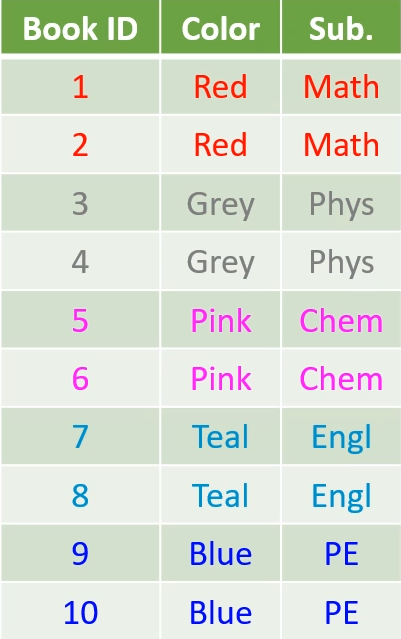 Book ID Color Sub.
1 Red Math
2 Red Math
3 Grey Phys
4 Grey Phys
5 Pink Chem
6 Pink Chem
7 Teal Engl
8 Teal Engl
9 Blue PE
10 Blue PE